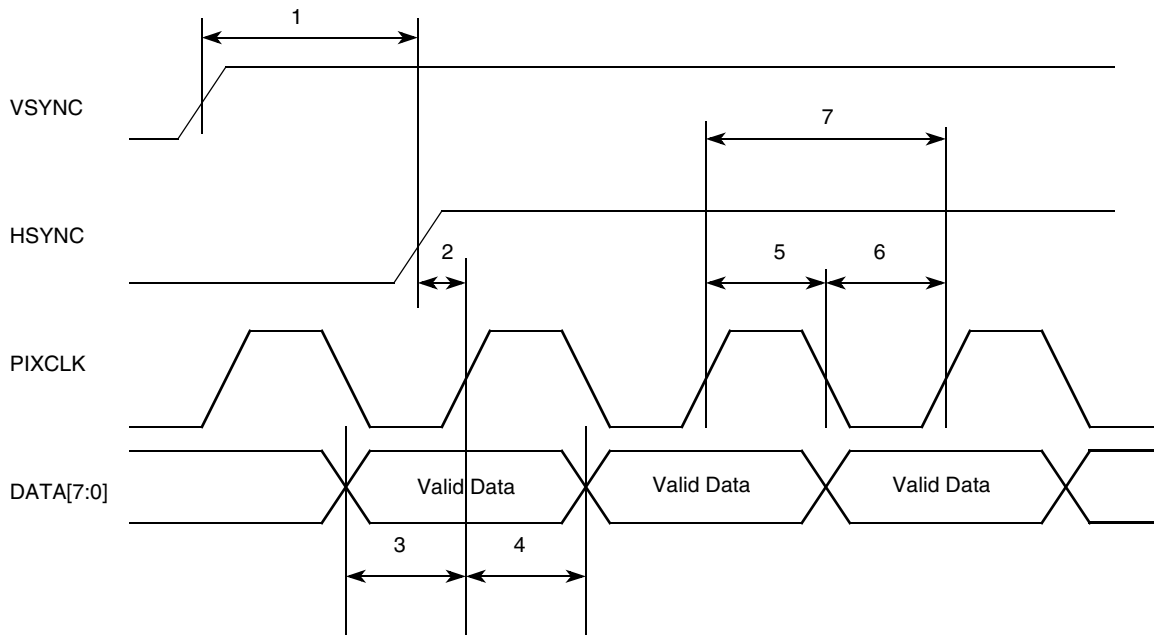 1
VSYNC
7
HSYNC
2
5
6
PIXCLK
DATA[7:0]
Valid Data
Valid Data
Valid Data
3
4